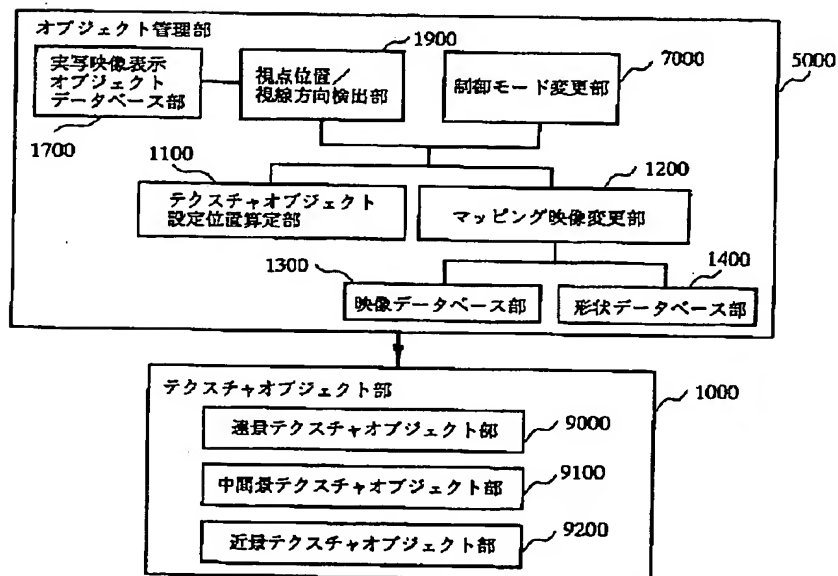 オブジェクト管理部
実写映像表示
オブジェクト
データベース部
1700
視点位置/
視線方向検出部
1900
制御モード変更部
7000
5000
1100
テクスチャオブジェクト
設定位置算定部
1200
マッピング映像変更部
1300
映像データベース部
1400
形状データベース部
テクスチャオブジェクト部
1000
遠景テクスチャオブジェクト部
9000
中間景テクスチャオブジェクト部
9100
近景テクスチャオブジェクト部
9200